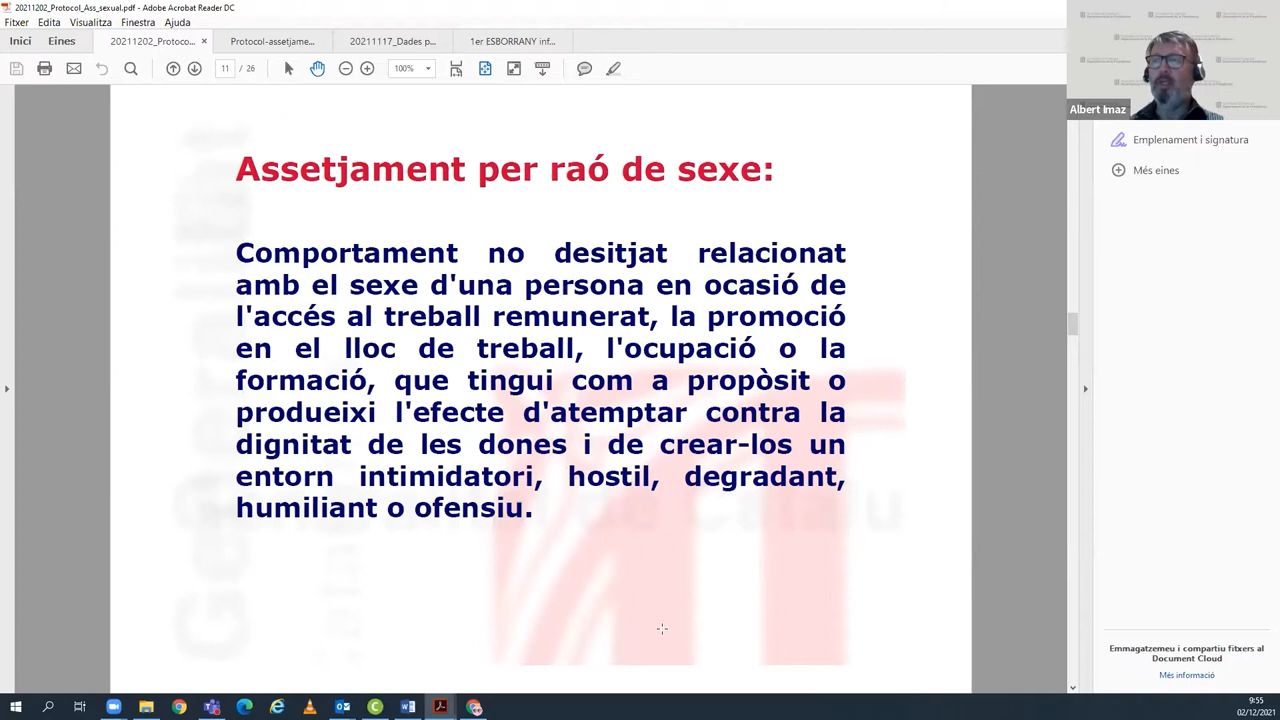 20211202_Protocol_Ass_sexual.pdf - Adobe Acrobat Reader DC
Fitxer Edita Visualitza Finestra Ajuda
Inici Eines 20211202_Protoco... × Protocol-assetjame... 20211117_Dades p... 1er ESBORRANY inf...
11 / 26 100%
Albert Imaz
Emplenament i signatura
Més eines
Assetjament per raó de sexe:
Comportament no desitjat relacionat
amb el sexe d'una persona en ocasió de
l'accés al treball remunerat, la promoció
en el lloc de treball, l'ocupació o la
formació, que tingui com a propòsit o
produeixi l'efecte d'atemptar contra la
dignitat de les dones i de crear-los un
entorn intimidatori, hostil, degradant,
humiliant o ofensiu.
Emmagatzemeu i compartiu fitxers al
Document Cloud
Més informació
9:55
02/12/2021